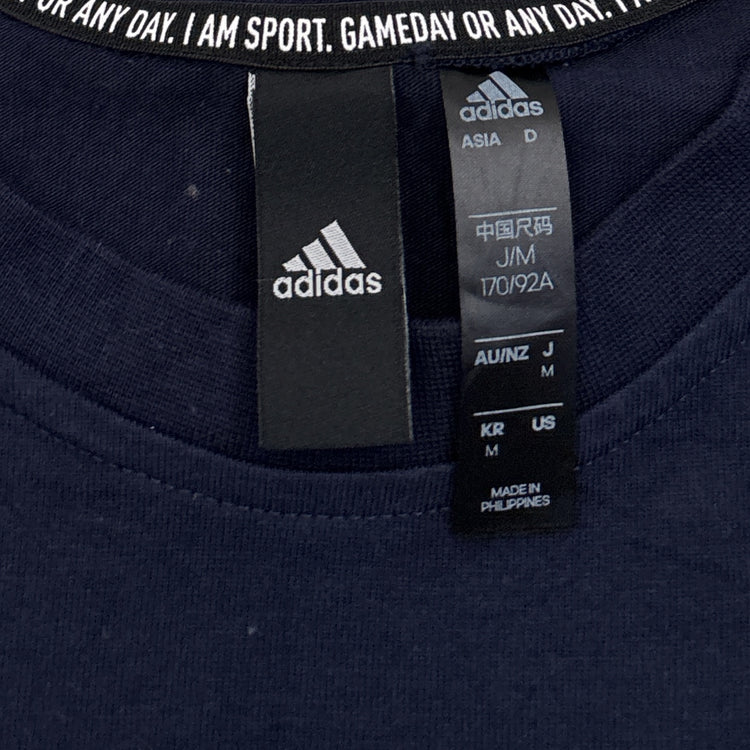 OR ANY DAY. I AM SPORT. GAMEDAY OR ANY DAY. I
adidas
adidas
ASIA D
中国尺码
J/M
170/92A
AU/NZ J
M
KR US
M
MADE IN
PHILIPPINES